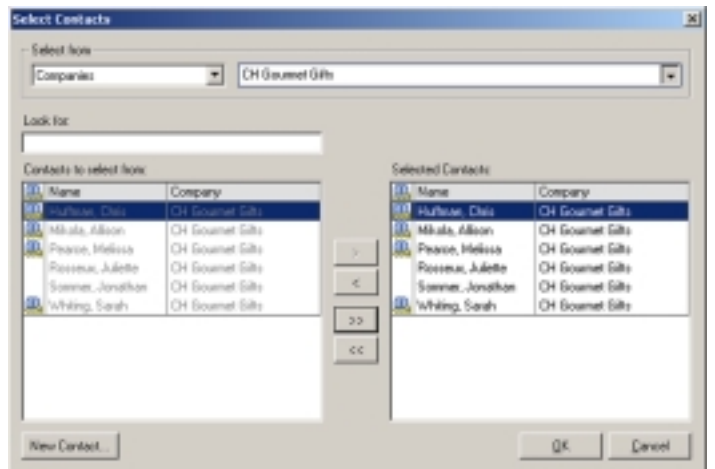 Select Contacts
Select from
Companies
CH Gourmet Gifts
Look for:
Contacts to select from:
Selected Contacts:
Name Company
Huffman, Chris CH Gourmet Gifts
Mikola, Allison CH Gourmet Gifts
Pearce, Melissa CH Gourmet Gifts
Rosseux, Juliette CH Gourmet Gifts
Sommer, Jonathan CH Gourmet Gifts
Whiting, Sarah CH Gourmet Gifts
>
<
>>
<<
Name Company
Huffman, Chris CH Gourmet Gifts
Mikola, Allison CH Gourmet Gifts
Pearce, Melissa CH Gourmet Gifts
Rosseux, Juliette CH Gourmet Gifts
Sommer, Jonathan CH Gourmet Gifts
Whiting, Sarah CH Gourmet Gifts
New Contact...
OK
Cancel